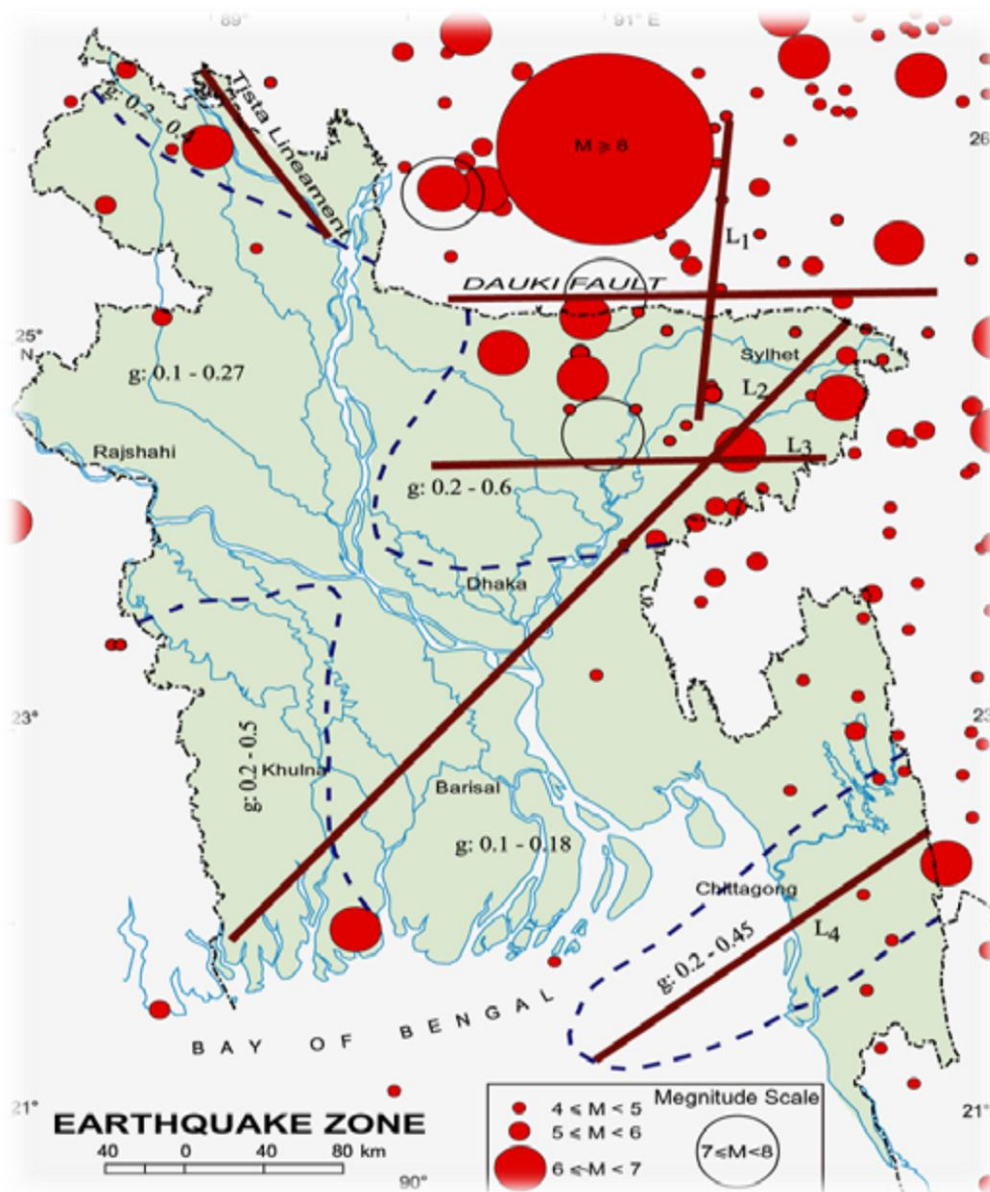 89°
91° E
26
M ⩾ 8
g: 0.2 - 0.4
Tista Lineament
L1
DAUKI FAULT
25°
N
Sylhet
g: 0.1 - 0.27
L2
Rajshahi
L3
g: 0.2 - 0.6
Dhaka
23°
23
g: 0.2 - 0.5
Khulna
Barisal
g: 0.1 - 0.18
Chittagong
L4
g: 0.2 - 0.45
BAY OF BENGAL
21°
21°
EARTHQUAKE ZONE
40 0 40 80 km
90°
Megnitude Scale
4 ⩽ M < 5
5 ⩽ M < 6
6 ⩽ M < 7
7⩽M<8